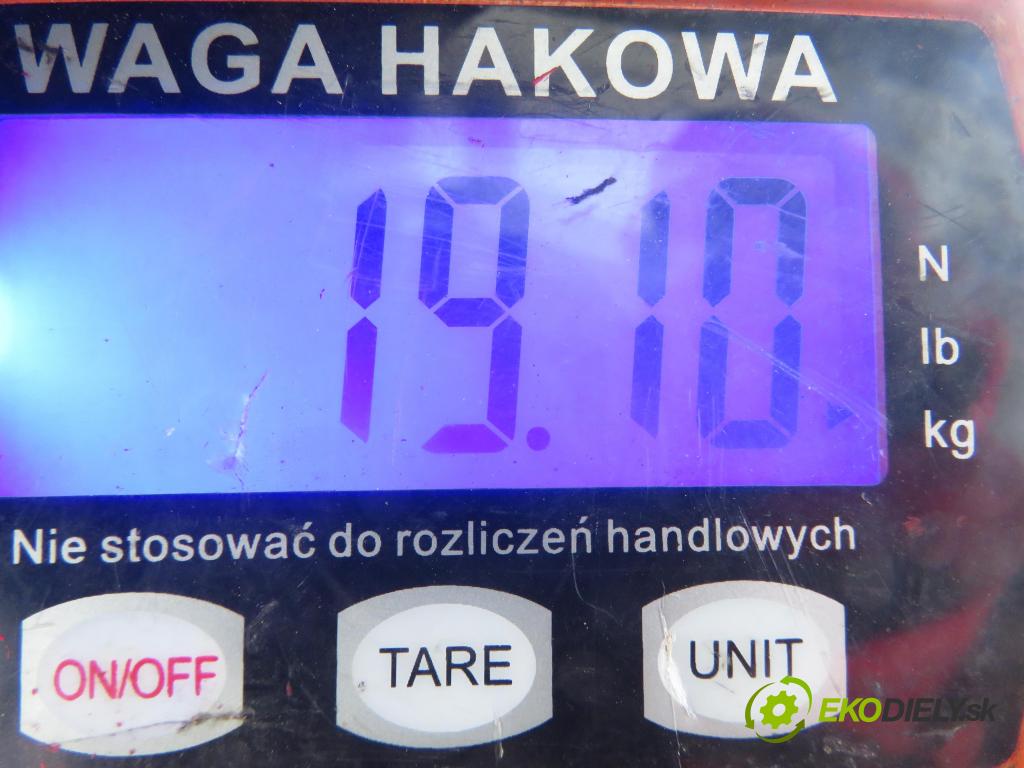 WAGA HAKOWA
19.10
N
lb
kg
Nie stosować do rozliczeń handlowych
ON/OFF TARE UNIT
EKODIELY.sk